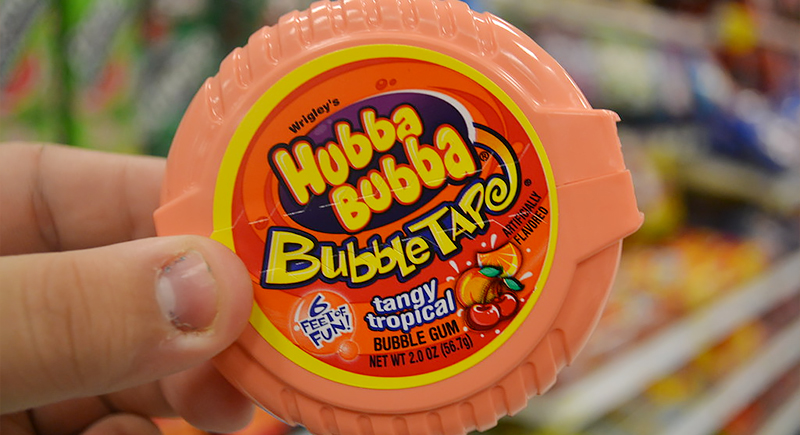 Wrigley's
Hubba
Bubba®
BubbleTape®
ARTIFICIALLY
FLAVORED
6
FEET OF
FUN!
tangy
tropical
BUBBLE GUM
NET WT 2.0 OZ (56.7g)